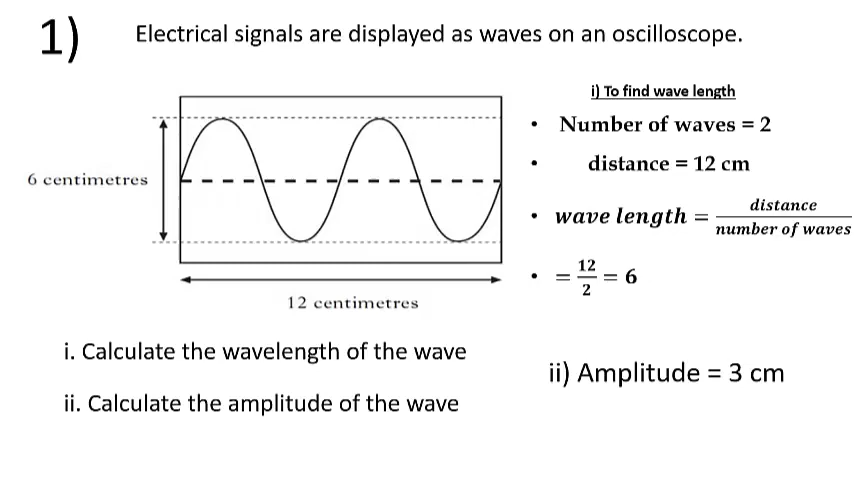 1)
Electrical signals are displayed as waves on an oscilloscope.
6 centimetres
12 centimetres
i. Calculate the wavelength of the wave
ii. Calculate the amplitude of the wave
i) To find wave length
• Number of waves = 2
• distance = 12 cm
• wave length = distance / number of waves
• = 12 / 2 = 6
ii) Amplitude = 3 cm